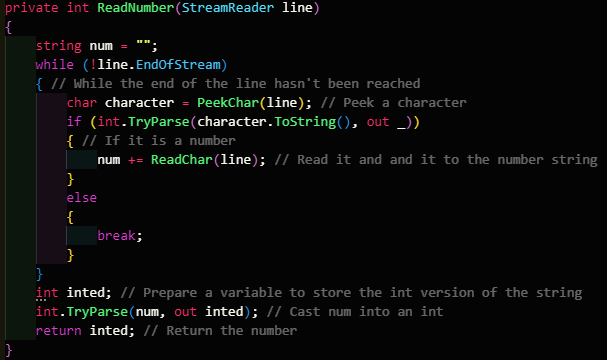 private int ReadNumber(StreamReader line)
{
    string num = "";
    while (!line.EndOfStream)
    { // While the end of the line hasn't been reached
        char character = PeekChar(line); // Peek a character
        if (int.TryParse(character.ToString(), out _))
        { // If it is a number
            num += ReadChar(line); // Read it and and it to the number string
        }
        else
        {
            break;
        }
    }
    int inted; // Prepare a variable to store the int version of the string
    int.TryParse(num, out inted); // Cast num into an int
    return inted; // Return the number
}